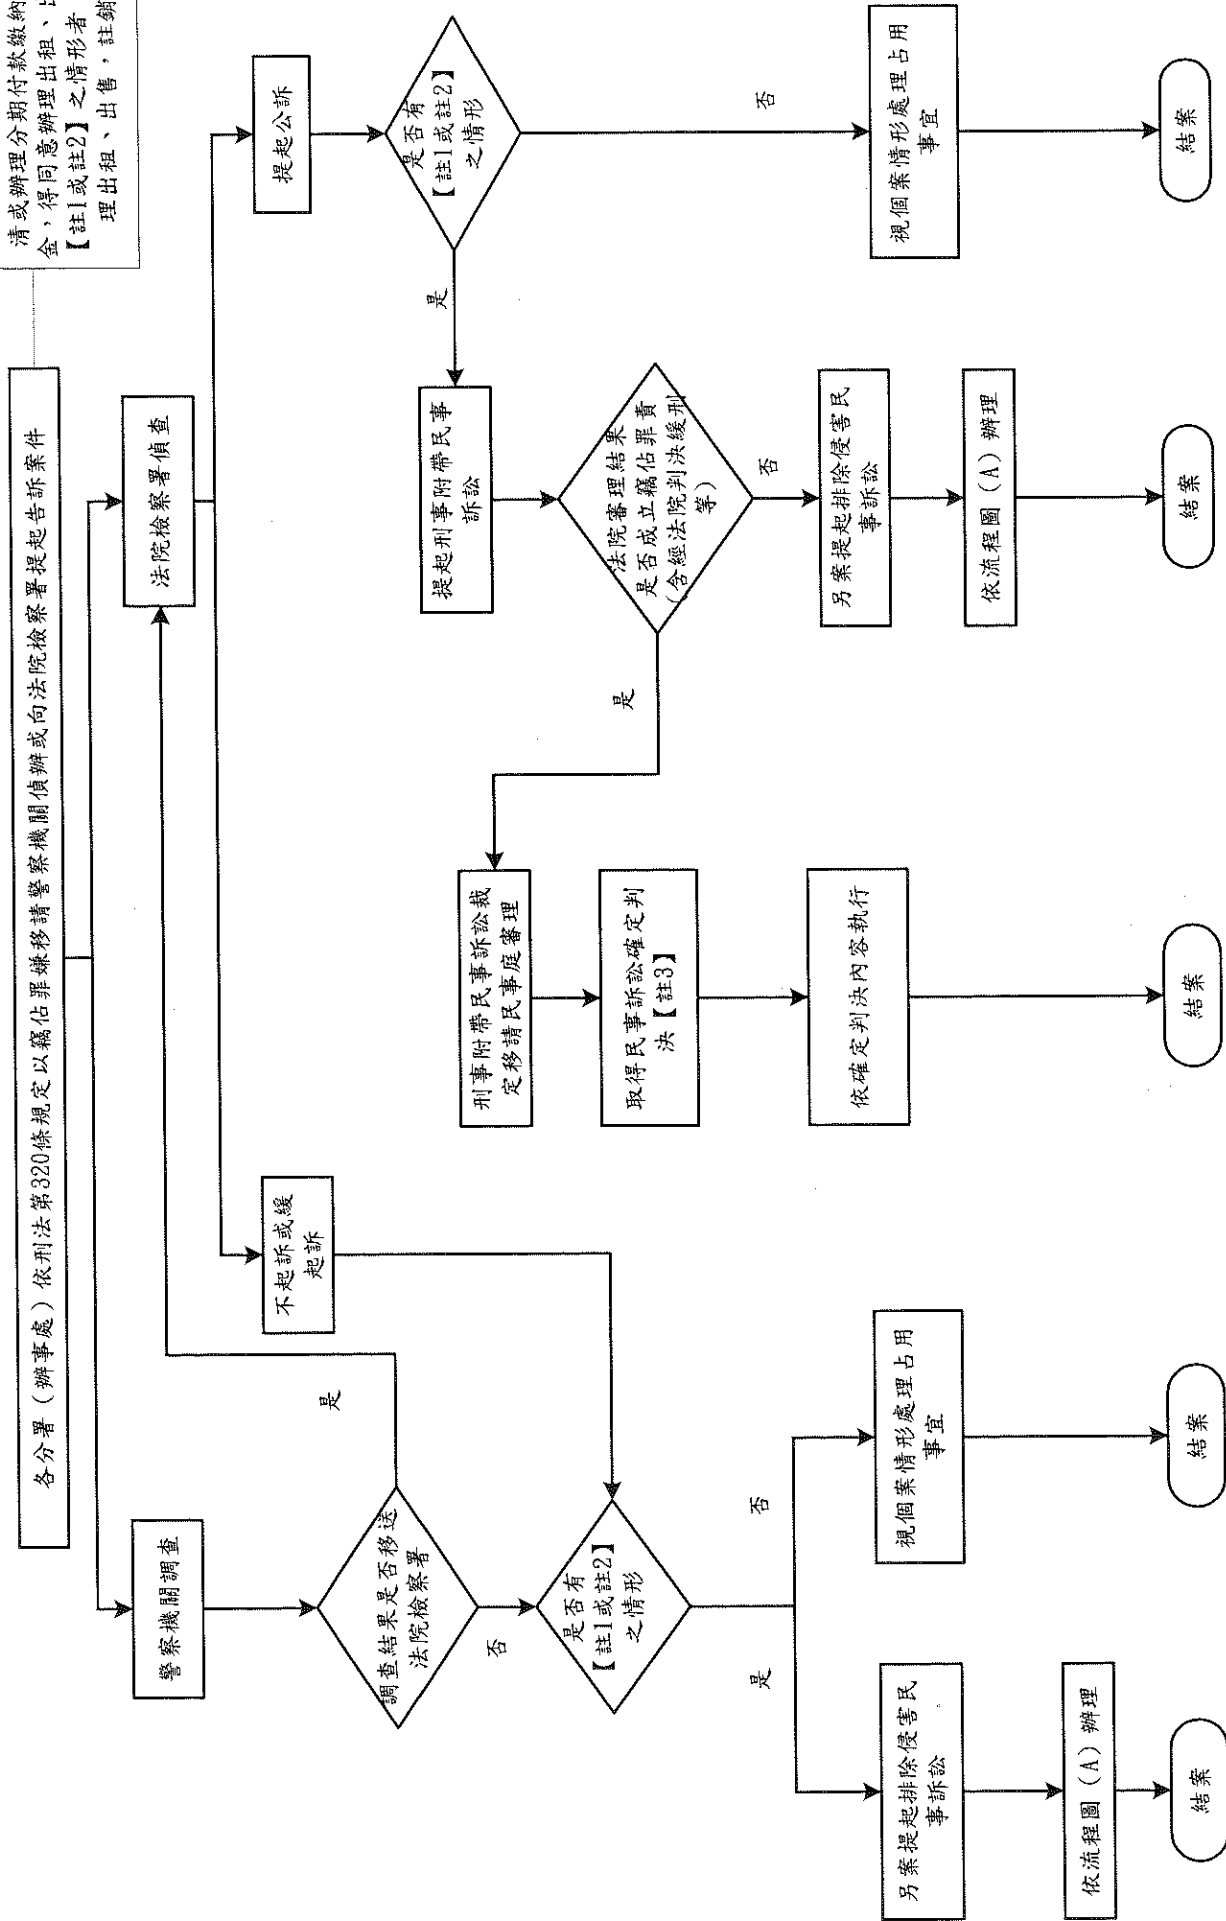 清或辦理分期付款繳納
金，得同意辦理出租、出
【註1或註2】之情形者
理出租、出售，註銷
各分署（辦事處）依刑法第320條規定以竊佔罪嫌移請警察機關偵辦或向法院檢察署提起告訴案件
警察機關調查
調查結果是否移送
法院檢察署
是
否
法院檢察署偵查
不起訴或緩
起訴
是否有
【註1或註2】
之情形
是
否
另案提起排除侵害民
事訴訟
依流程圖（A）辦理
結案
視個案情形處理占用
事宜
結案
提起公訴
是否有
【註1或註2】
之情形
是
否
提起刑事附帶民事
訴訟
法院審理結果
是否成立竊佔罪責
（含經法院判決緩刑
等）
是
否
刑事附帶民事訴訟裁
定移請民事庭審理
取得民事訴訟確定判
決【註3】
依確定判決內容執行
結案
另案提起排除侵害民
事訴訟
依流程圖（A）辦理
結案
視個案情形處理占用
事宜
結案